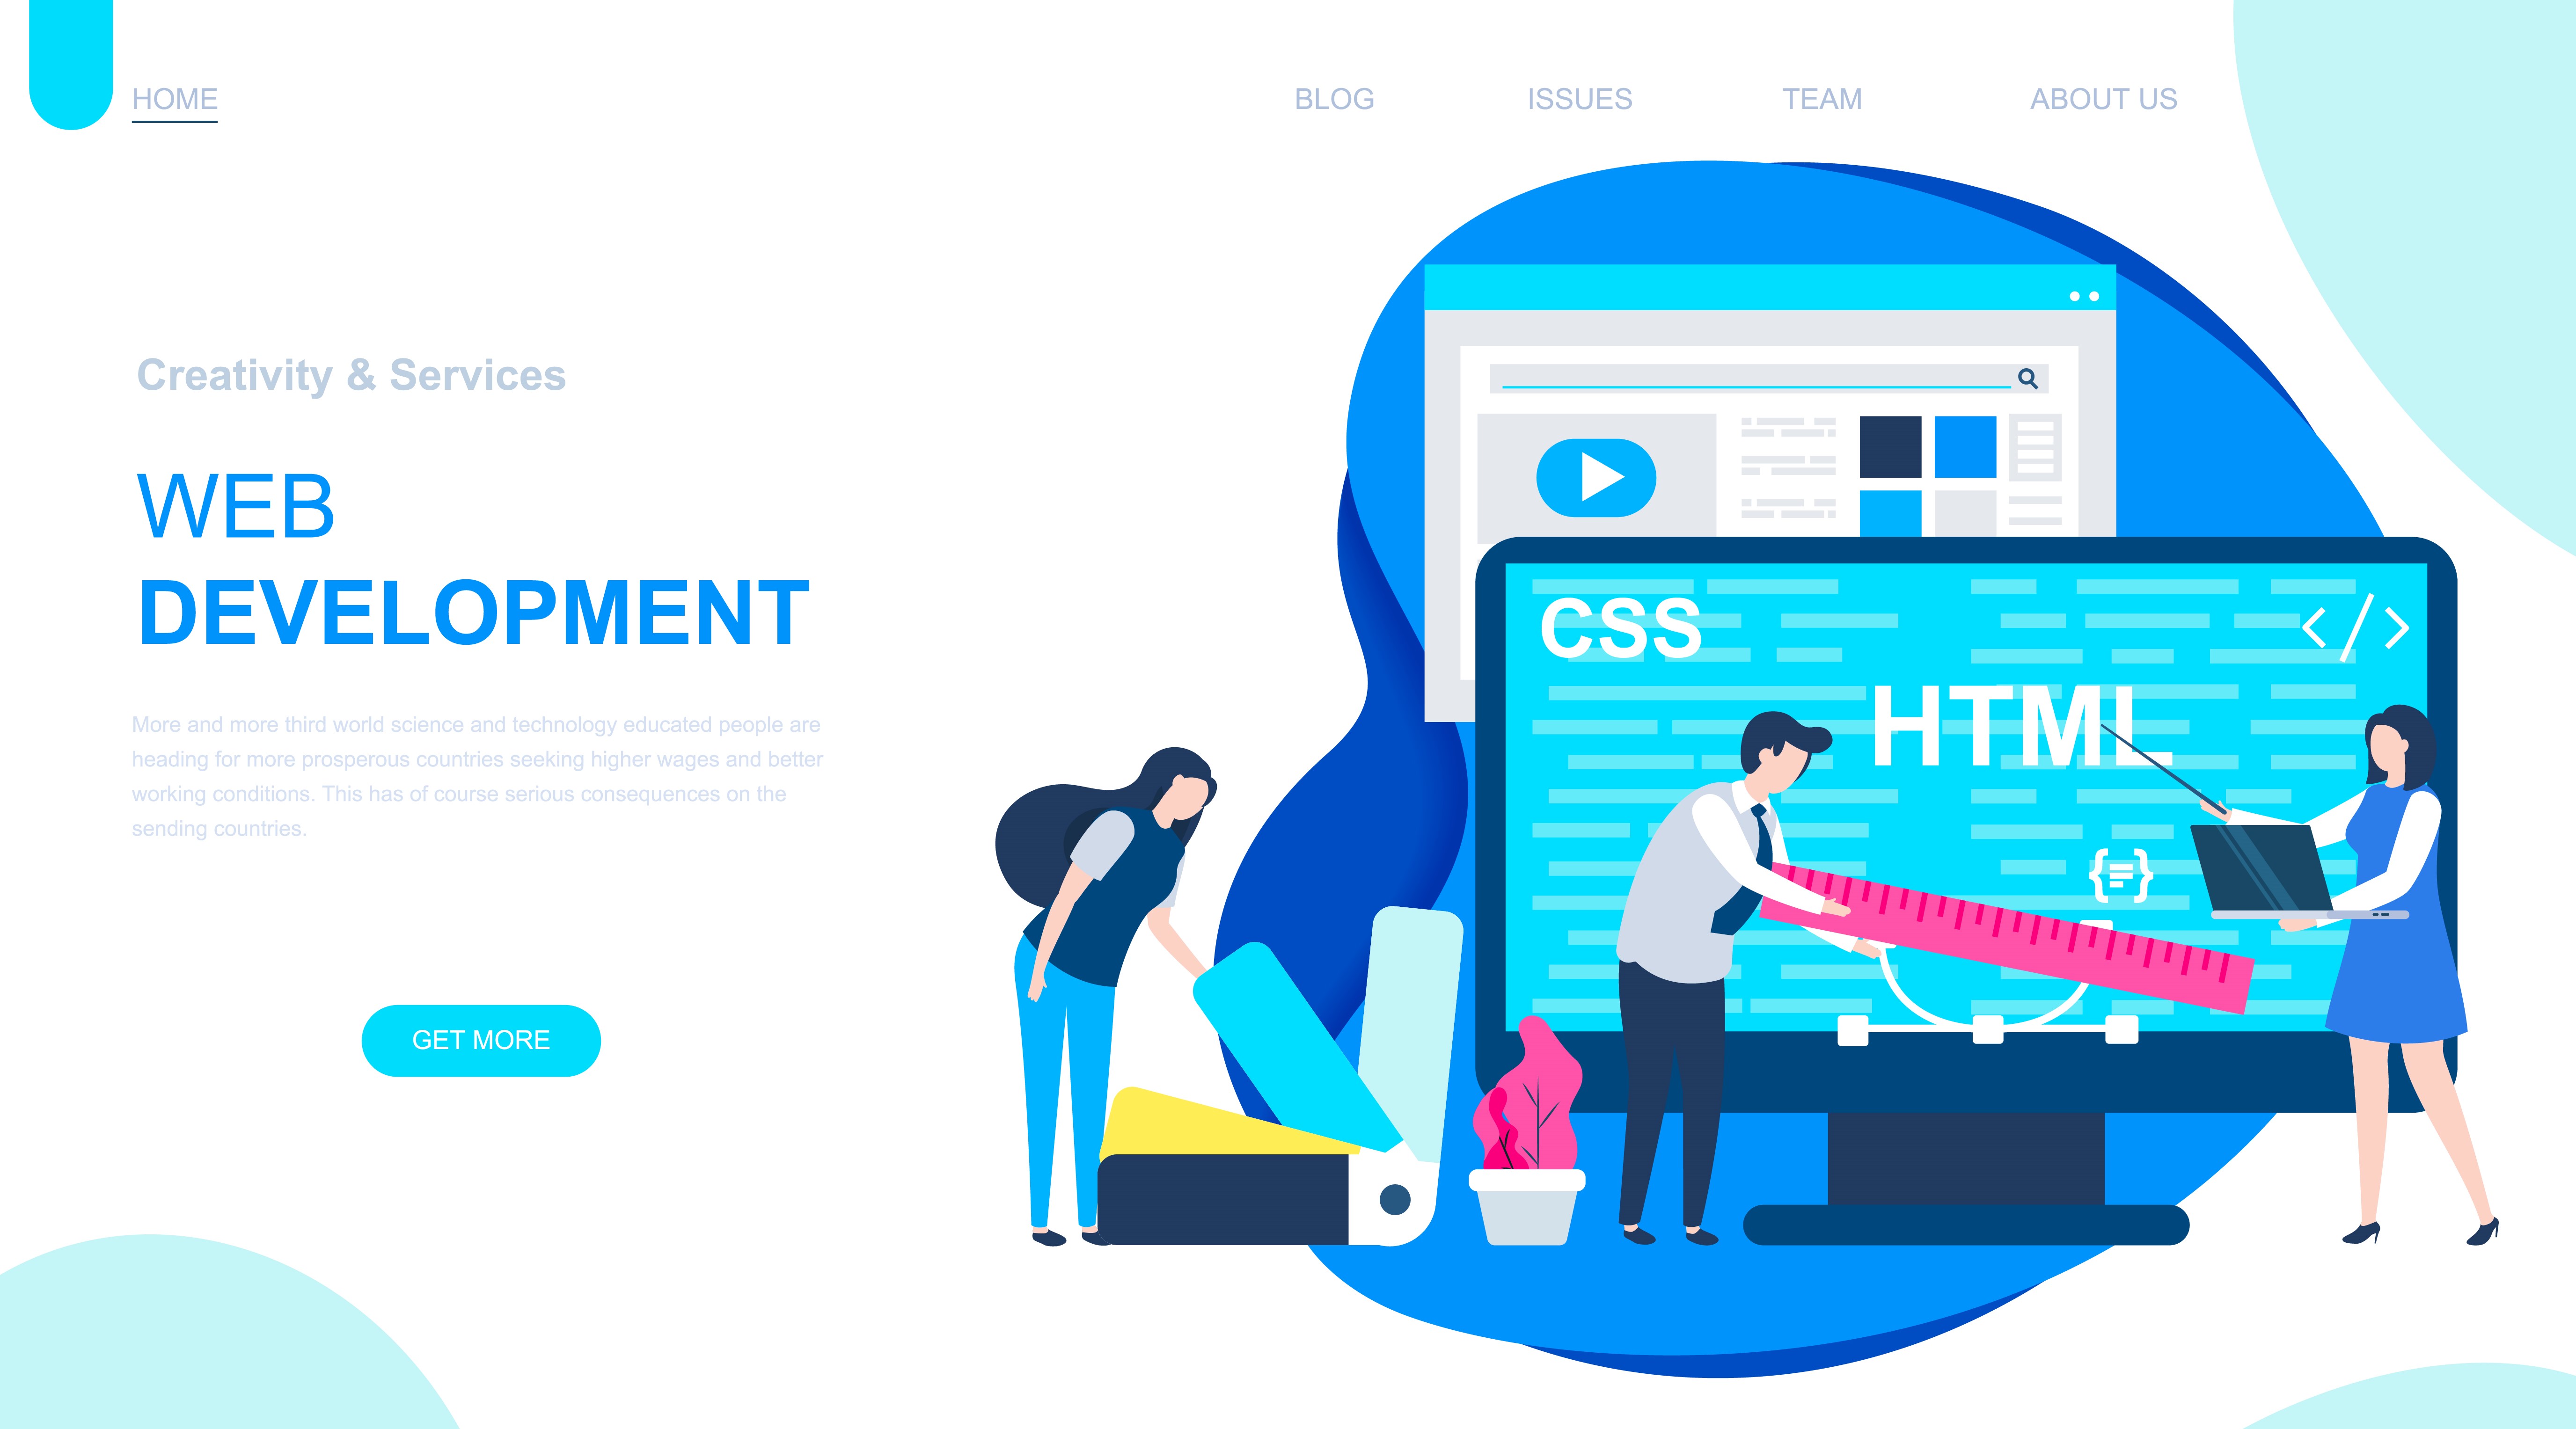 HOME
BLOG
ISSUES
TEAM
ABOUT US
Creativity & Services
WEB
DEVELOPMENT
More and more third world science and technology educated people are
heading for more prosperous countries seeking higher wages and better
working conditions. This has of course serious consequences on the
sending countries.
GET MORE
CSS
</>
HTML
{ }